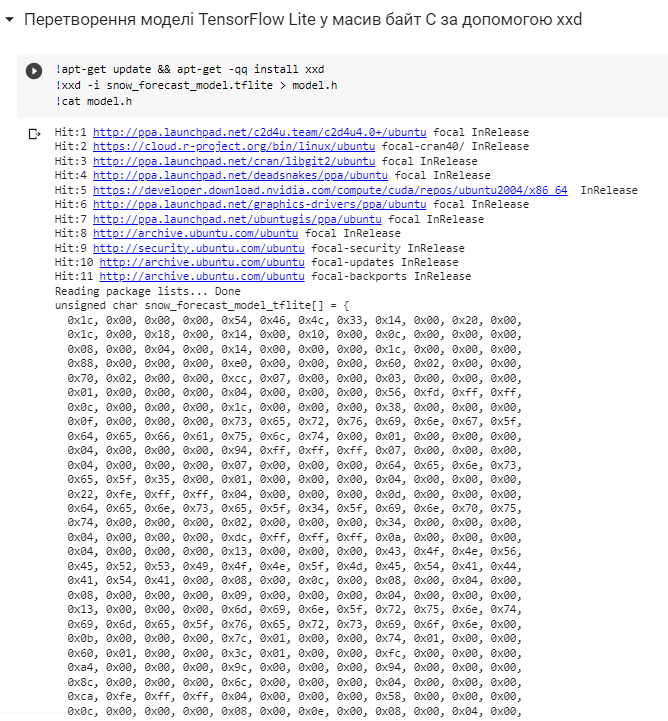 Перетворення моделі TensorFlow Lite у масив байт C за допомогою xxd
!apt-get update && apt-get -qq install xxd
!xxd -i snow_forecast_model.tflite > model.h
!cat model.h
Hit:1 http://ppa.launchpad.net/c2d4u.team/c2d4u4.0+/ubuntu focal InRelease
Hit:2 https://cloud.r-project.org/bin/linux/ubuntu focal-cran40/ InRelease
Hit:3 http://ppa.launchpad.net/cran/libgit2/ubuntu focal InRelease
Hit:4 http://ppa.launchpad.net/deadsnakes/ppa/ubuntu focal InRelease
Hit:5 https://developer.download.nvidia.com/compute/cuda/repos/ubuntu2004/x86_64 InRelease
Hit:6 http://ppa.launchpad.net/graphics-drivers/ppa/ubuntu focal InRelease
Hit:7 http://ppa.launchpad.net/ubuntugis/ppa/ubuntu focal InRelease
Hit:8 http://archive.ubuntu.com/ubuntu focal InRelease
Hit:9 http://security.ubuntu.com/ubuntu focal-security InRelease
Hit:10 http://archive.ubuntu.com/ubuntu focal-updates InRelease
Hit:11 http://archive.ubuntu.com/ubuntu focal-backports InRelease
Reading package lists... Done
unsigned char snow_forecast_model_tflite[] = {
0x1c, 0x00, 0x00, 0x00, 0x54, 0x46, 0x4c, 0x33, 0x14, 0x00, 0x20, 0x00,
0x1c, 0x00, 0x18, 0x00, 0x14, 0x00, 0x10, 0x00, 0x0c, 0x00, 0x00, 0x00,
0x08, 0x00, 0x04, 0x00, 0x14, 0x00, 0x00, 0x00, 0x1c, 0x00, 0x00, 0x00,
0x88, 0x00, 0x00, 0x00, 0xe0, 0x00, 0x00, 0x00, 0x60, 0x02, 0x00, 0x00,
0x70, 0x02, 0x00, 0x00, 0xcc, 0x07, 0x00, 0x00, 0x03, 0x00, 0x00, 0x00,
0x01, 0x00, 0x00, 0x00, 0x04, 0x00, 0x00, 0x00, 0x56, 0xfd, 0xff, 0xff,
0x0c, 0x00, 0x00, 0x00, 0x1c, 0x00, 0x00, 0x00, 0x38, 0x00, 0x00, 0x00,
0x0f, 0x00, 0x00, 0x00, 0x73, 0x65, 0x72, 0x76, 0x69, 0x6e, 0x67, 0x5f,
0x64, 0x65, 0x66, 0x61, 0x75, 0x6c, 0x74, 0x00, 0x01, 0x00, 0x00, 0x00,
0x04, 0x00, 0x00, 0x00, 0x94, 0xff, 0xff, 0xff, 0x07, 0x00, 0x00, 0x00,
0x04, 0x00, 0x00, 0x00, 0x07, 0x00, 0x00, 0x00, 0x64, 0x65, 0x6e, 0x73,
0x65, 0x5f, 0x35, 0x00, 0x01, 0x00, 0x00, 0x00, 0x04, 0x00, 0x00, 0x00,
0x22, 0xfe, 0xff, 0xff, 0x04, 0x00, 0x00, 0x00, 0x0d, 0x00, 0x00, 0x00,
0x64, 0x65, 0x6e, 0x73, 0x65, 0x5f, 0x34, 0x5f, 0x69, 0x6e, 0x70, 0x75,
0x74, 0x00, 0x00, 0x00, 0x02, 0x00, 0x00, 0x00, 0x34, 0x00, 0x00, 0x00,
0x04, 0x00, 0x00, 0x00, 0xdc, 0xff, 0xff, 0xff, 0x0a, 0x00, 0x00, 0x00,
0x04, 0x00, 0x00, 0x00, 0x13, 0x00, 0x00, 0x00, 0x43, 0x4f, 0x4e, 0x56,
0x45, 0x52, 0x53, 0x49, 0x4f, 0x4e, 0x5f, 0x4d, 0x45, 0x54, 0x41, 0x44,
0x41, 0x54, 0x41, 0x00, 0x08, 0x00, 0x0c, 0x00, 0x08, 0x00, 0x04, 0x00,
0x08, 0x00, 0x00, 0x00, 0x09, 0x00, 0x00, 0x00, 0x04, 0x00, 0x00, 0x00,
0x13, 0x00, 0x00, 0x00, 0x6d, 0x69, 0x6e, 0x5f, 0x72, 0x75, 0x6e, 0x74,
0x69, 0x6d, 0x65, 0x5f, 0x76, 0x65, 0x72, 0x73, 0x69, 0x6f, 0x6e, 0x00,
0x0b, 0x00, 0x00, 0x00, 0x7c, 0x01, 0x00, 0x00, 0x74, 0x01, 0x00, 0x00,
0x60, 0x01, 0x00, 0x00, 0x3c, 0x01, 0x00, 0x00, 0xfc, 0x00, 0x00, 0x00,
0xa4, 0x00, 0x00, 0x00, 0x9c, 0x00, 0x00, 0x00, 0x94, 0x00, 0x00, 0x00,
0x8c, 0x00, 0x00, 0x00, 0x6c, 0x00, 0x00, 0x00, 0x04, 0x00, 0x00, 0x00,
0xca, 0xfe, 0xff, 0xff, 0x04, 0x00, 0x00, 0x00, 0x58, 0x00, 0x00, 0x00,
0x0c, 0x00, 0x00, 0x00, 0x08, 0x00, 0x0e, 0x00, 0x08, 0x00, 0x04, 0x00,